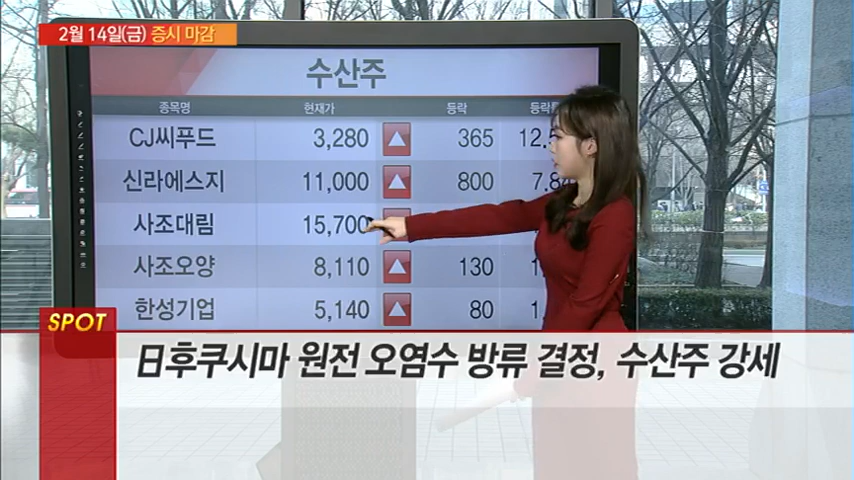 2월 14일(금) 증시 마감
수산주
종목명 현재가 등락
CJ씨푸드 3,280 ▲ 365
신라에스지 11,000 ▲ 800
사조대림 15,700
사조오양 8,110 ▲ 130
한성기업 5,140 ▲ 80
SPOT
日후쿠시마 원전 오염수 방류 결정, 수산주 강세